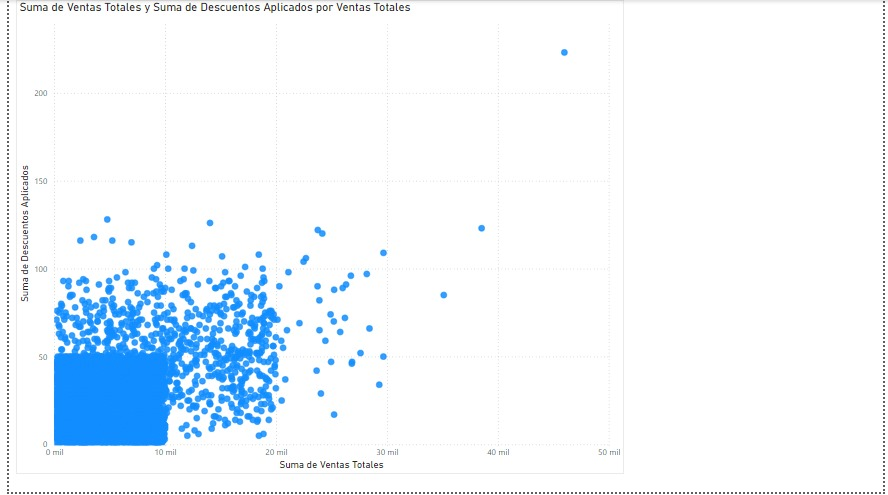 Suma de Ventas Totales y Suma de Descuentos Aplicados por Ventas Totales
Suma de Descuentos Aplicados
200
150
100
50
0
0 mil 10 mil 20 mil 30 mil 40 mil 50 mil
Suma de Ventas Totales